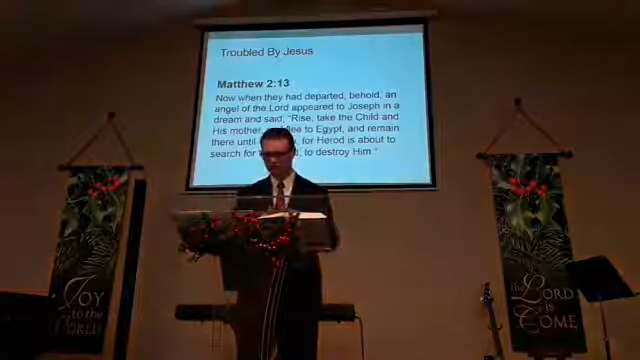 Troubled By Jesus
Matthew 2:13
Now when they had departed, behold, an
angel of the Lord appeared to Joseph in a
dream and said, "Rise, take the Child and
His mother, flee to Egypt, and remain
there until for Herod is about to
search for to destroy Him."
JOY
to the
WORLD
The
LORD
is
COME